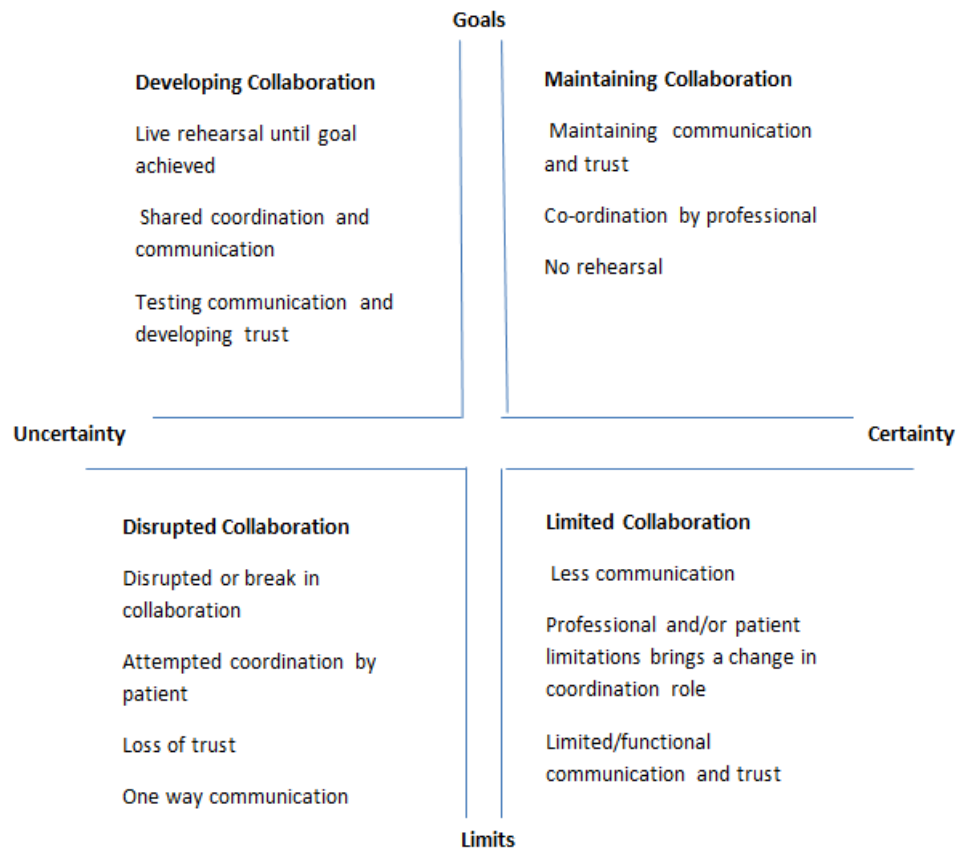 Goals
Developing Collaboration
Live rehearsal until goal
achieved
Shared coordination and
communication
Testing communication and
developing trust
Maintaining Collaboration
Maintaining communication
and trust
Co-ordination by professional
No rehearsal
Uncertainty
Certainty
Disrupted Collaboration
Disrupted or break in
collaboration
Attempted coordination by
patient
Loss of trust
One way communication
Limited Collaboration
Less communication
Professional and/or patient
limitations brings a change in
coordination role
Limited/functional
communication and trust
Limits